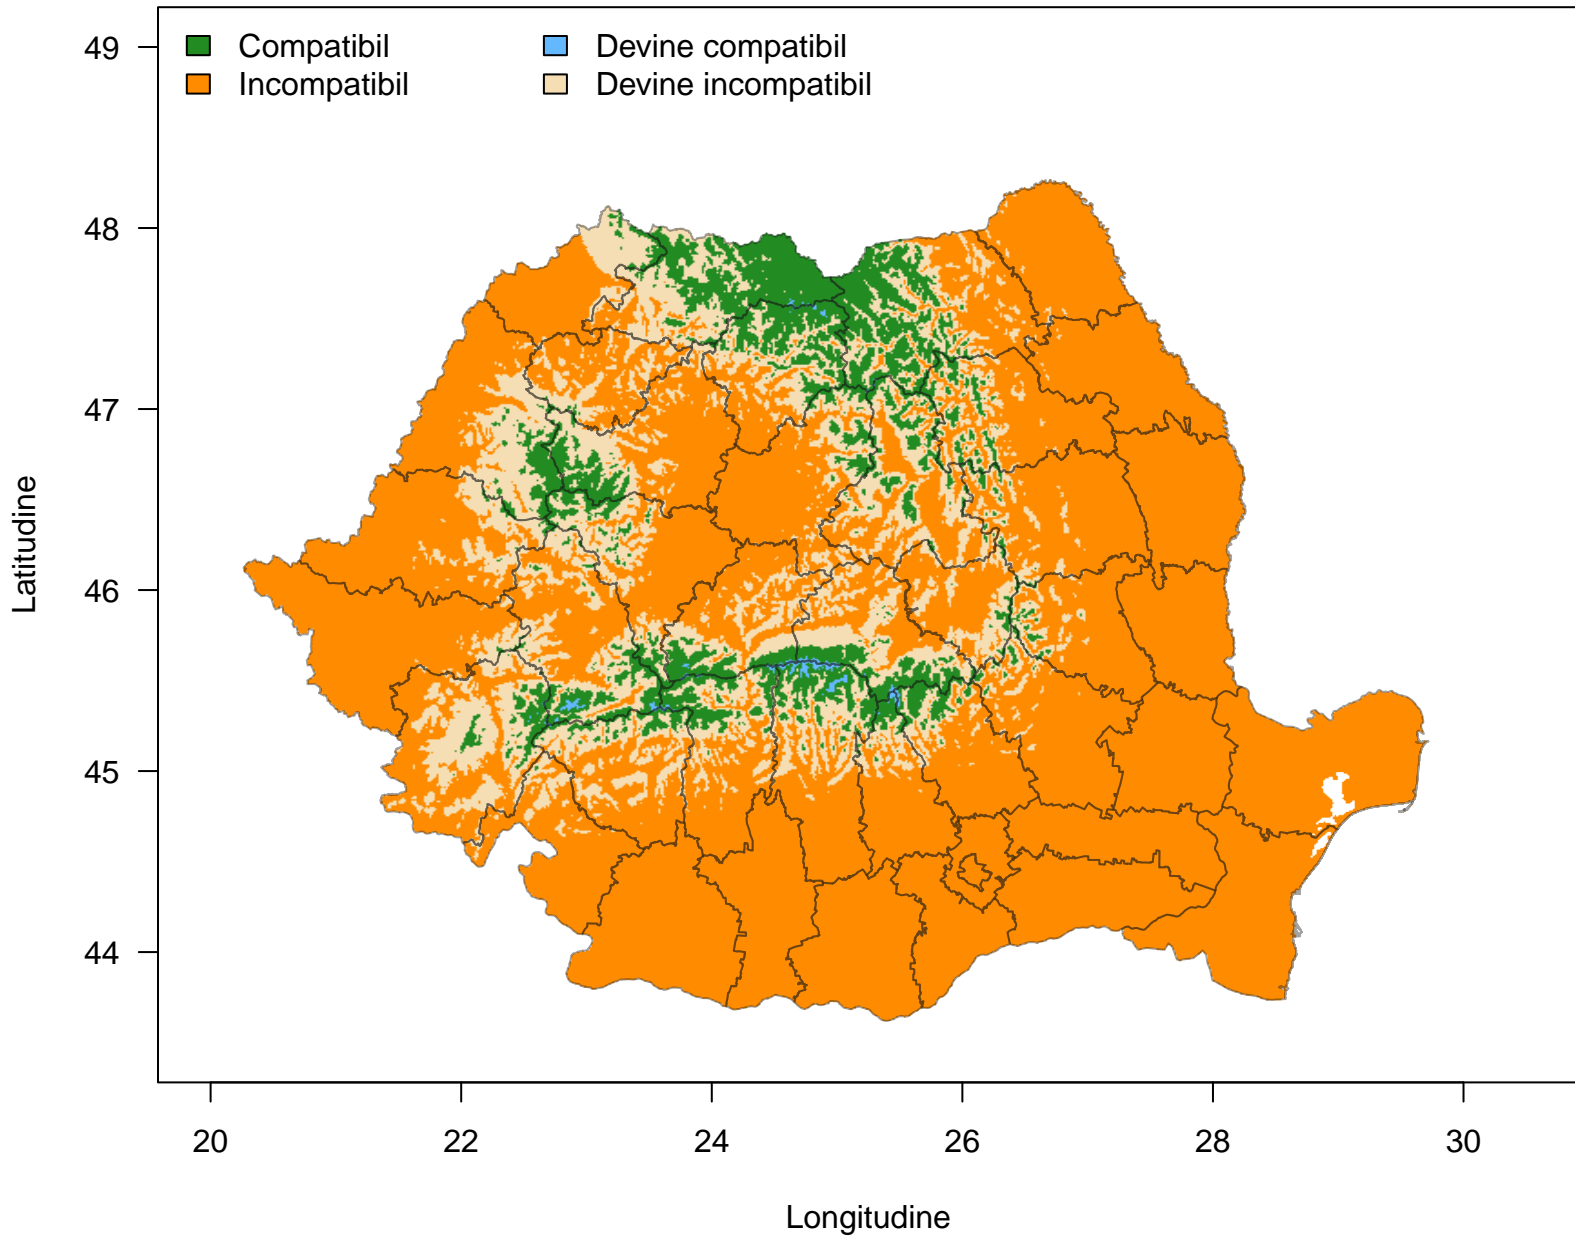 Compatibil
Incompatibil
Devine compatibil
Devine incompatibil
49
48
47
46
45
44
Latitudine
20 22 24 26 28 30
Longitudine